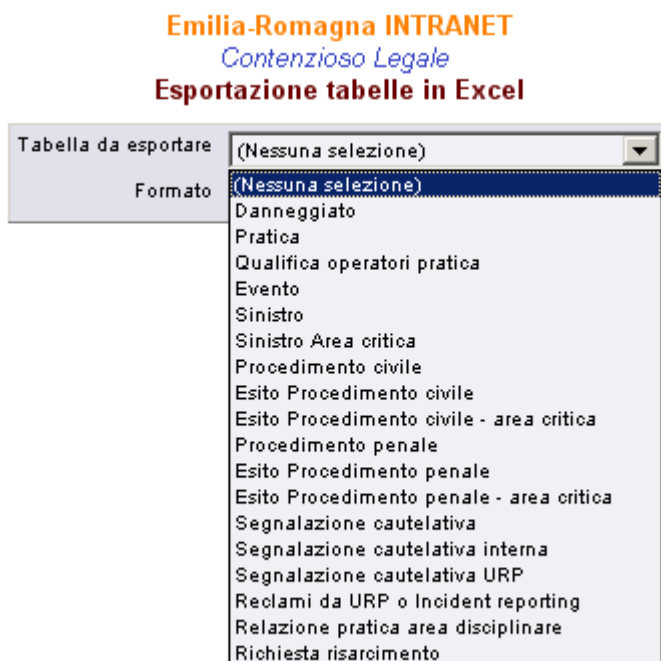 Emilia-Romagna INTRANET
Contenzioso Legale
Esportazione tabelle in Excel
Tabella da esportare (Nessuna selezione)
Formato
(Nessuna selezione)
Danneggiato
Pratica
Qualifica operatori pratica
Evento
Sinistro
Sinistro Area critica
Procedimento civile
Esito Procedimento civile
Esito Procedimento civile - area critica
Procedimento penale
Esito Procedimento penale
Esito Procedimento penale - area critica
Segnalazione cautelativa
Segnalazione cautelativa interna
Segnalazione cautelativa URP
Reclami da URP o Incident reporting
Relazione pratica area disciplinare
Richiesta risarcimento